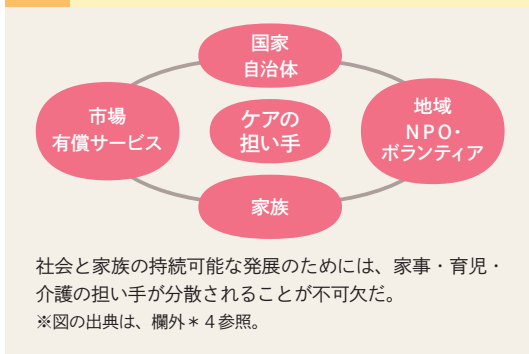 国家
自治体
市場
有償サービス
ケアの
担い手
地域
NPO・
ボランティア
家族
社会と家族の持続可能な発展のためには、家事・育児・
介護の担い手が分散されることが不可欠だ。
※図の出典は、欄外＊4参照。